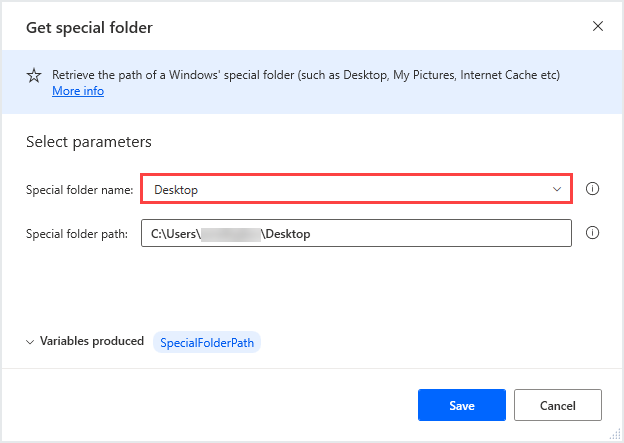 Get special folder
Retrieve the path of a Windows' special folder (such as Desktop, My Pictures, Internet Cache etc)
More info
Select parameters
Special folder name: Desktop
Special folder path: C:\Users\ \Desktop
Variables produced SpecialFolderPath
Save Cancel